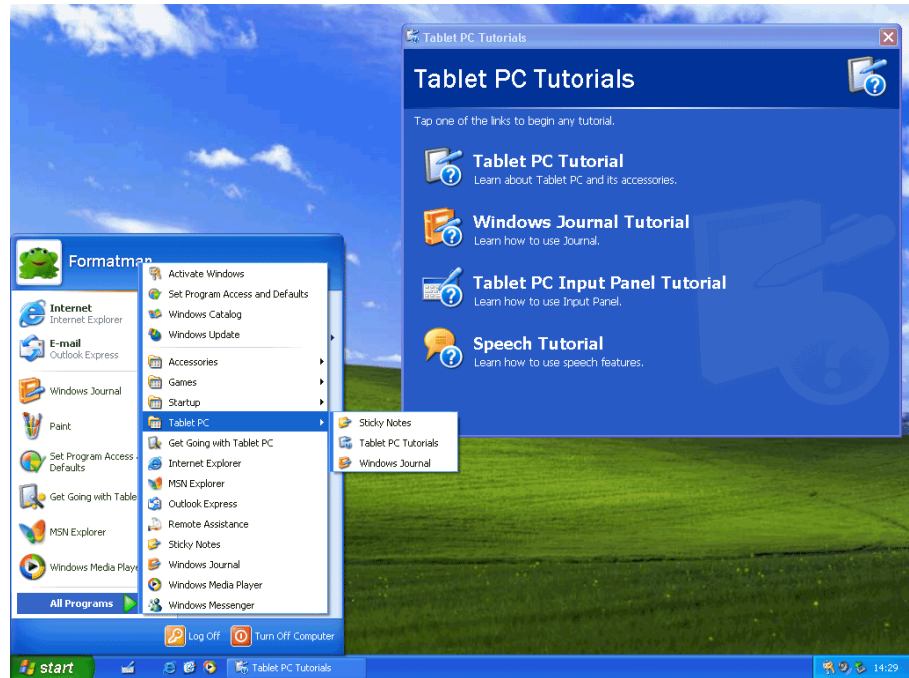 Tablet PC Tutorials
Tablet PC Tutorials
Tap one of the links to begin any tutorial.
Tablet PC Tutorial
Learn about Tablet PC and its accessories.
Windows Journal Tutorial
Learn how to use Journal.
Tablet PC Input Panel Tutorial
Learn how to use Input Panel.
Speech Tutorial
Learn how to use speech features.
Formatman
Internet
Internet Explorer
E-mail
Outlook Express
Windows Journal
Paint
Set Program Access
Defaults
Get Going with Table
MSN Explorer
Windows Media Playe
All Programs
Activate Windows
Set Program Access and Defaults
Windows Catalog
Windows Update
Accessories
Games
Startup
Tablet PC
Get Going with Tablet PC
Internet Explorer
MSN Explorer
Outlook Express
Remote Assistance
Sticky Notes
Windows Journal
Windows Media Player
Windows Messenger
Sticky Notes
Tablet PC Tutorials
Windows Journal
Log Off
Turn Off Computer
start
Tablet PC Tutorials
14:29